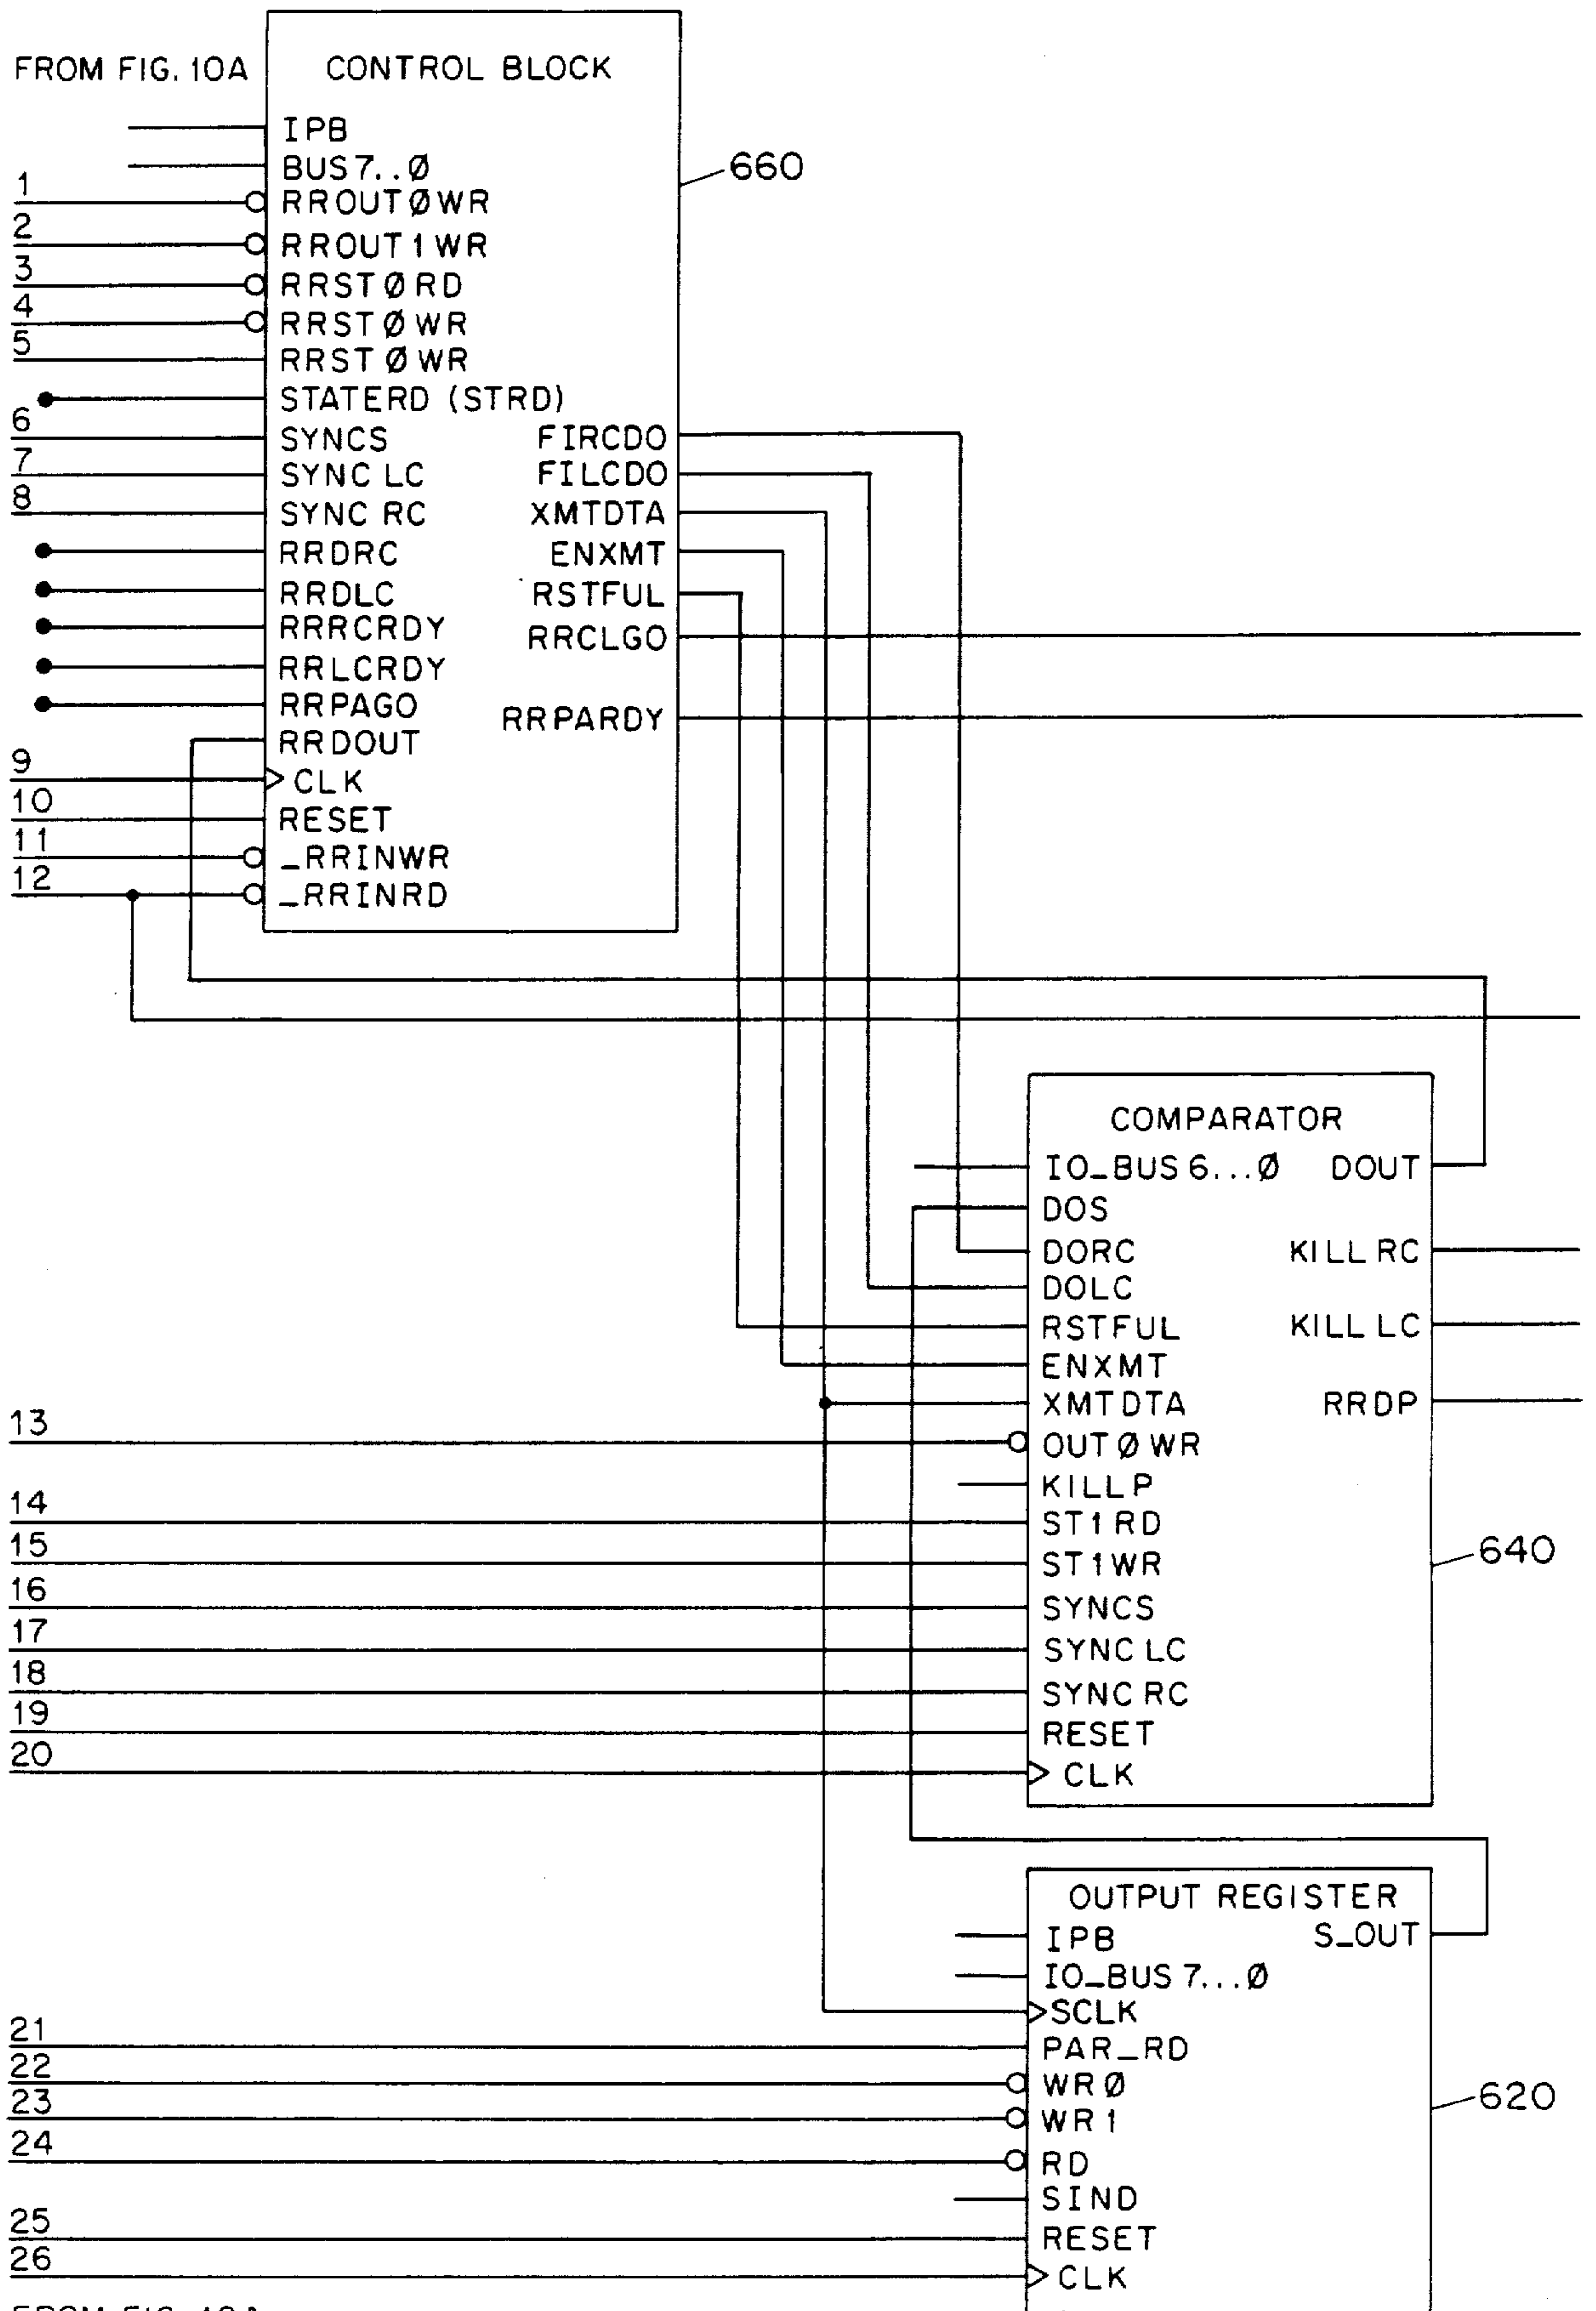 FROM FIG. 10A
CONTROL BLOCK
IPB
BUS7..Ø
660
1
RROUTØWR
2
RROUT1WR
3
RRSTØRD
4
RRSTØWR
5
RRSTØWR
STATERD (STRD)
6
SYNCS FIRCDO
7
SYNC LC FILCDO
8
SYNC RC XMTDTA
RRDRC ENXMT
RRDLC RSTFUL
RRRCRDY RRCLGO
RRLCRDY
RRPAGO RRPARDY
RRDOUT
9
CLK
10
RESET
11
_RRINWR
12
_RRINRD
COMPARATOR
IO_BUS 6...Ø DOUT
DOS
DORC KILL RC
DOLC
RSTFUL KILL LC
ENXMT
XMTDTA RRDP
13
OUTØWR
KILLP
14
ST1RD
15
ST1WR
640
16
SYNCS
17
SYNC LC
18
SYNC RC
19
RESET
20
CLK
OUTPUT REGISTER
IPB S_OUT
IO_BUS 7...Ø
SCLK
21
PAR_RD
22
WRØ
23
WR1
620
24
RD
SIND
25
RESET
26
CLK